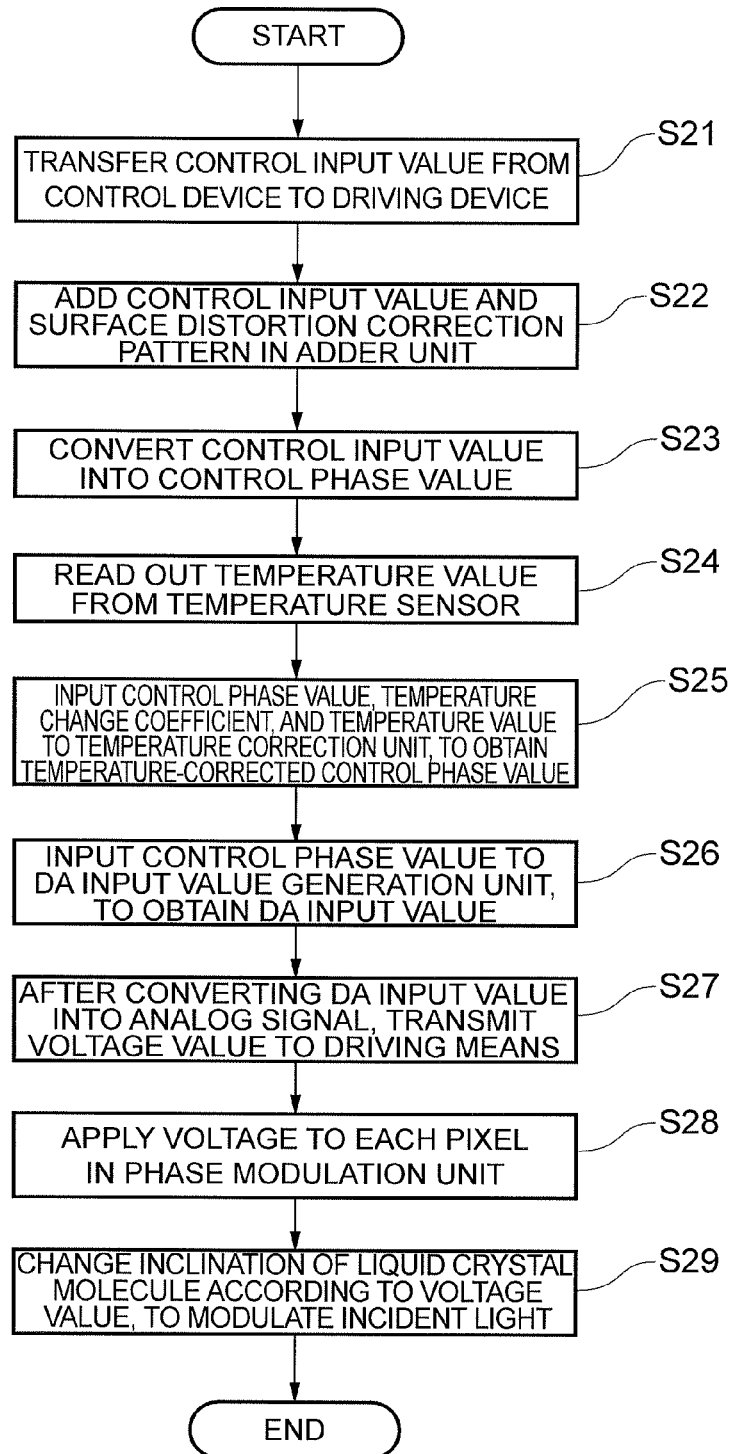 START
S21
TRANSFER CONTROL INPUT VALUE FROM
CONTROL DEVICE TO DRIVING DEVICE
S22
ADD CONTROL INPUT VALUE AND
SURFACE DISTORTION CORRECTION
PATTERN IN ADDER UNIT
S23
CONVERT CONTROL INPUT VALUE
INTO CONTROL PHASE VALUE
S24
READ OUT TEMPERATURE VALUE
FROM TEMPERATURE SENSOR
S25
INPUT CONTROL PHASE VALUE, TEMPERATURE
CHANGE COEFFICIENT, AND TEMPERATURE VALUE
TO TEMPERATURE CORRECTION UNIT, TO OBTAIN
TEMPERATURE-CORRECTED CONTROL PHASE VALUE
S26
INPUT CONTROL PHASE VALUE TO
DA INPUT VALUE GENERATION UNIT,
TO OBTAIN DA INPUT VALUE
S27
AFTER CONVERTING DA INPUT VALUE
INTO ANALOG SIGNAL, TRANSMIT
VOLTAGE VALUE TO DRIVING MEANS
S28
APPLY VOLTAGE TO EACH PIXEL
IN PHASE MODULATION UNIT
S29
CHANGE INCLINATION OF LIQUID CRYSTAL
MOLECULE ACCORDING TO VOLTAGE
VALUE, TO MODULATE INCIDENT LIGHT
END